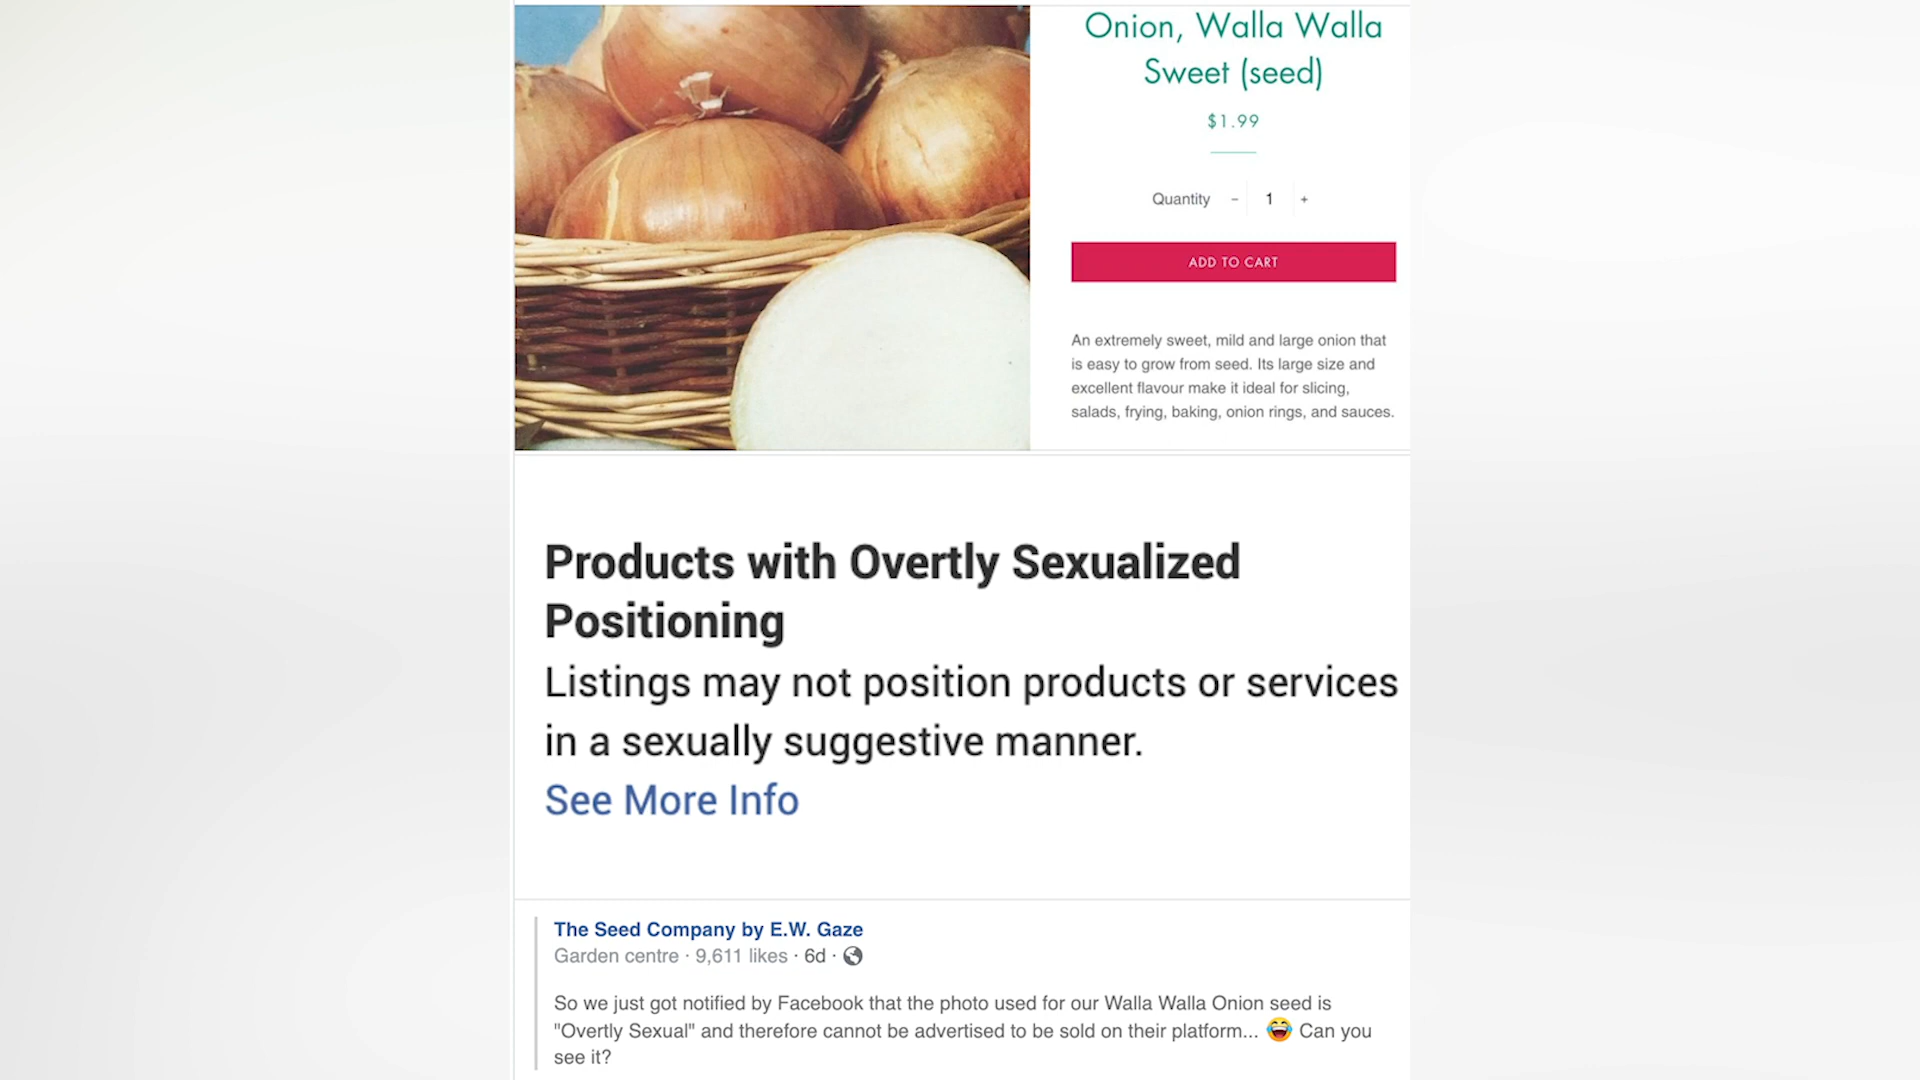 Onion, Walla Walla
Sweet (seed)
$1.99
Quantity - 1 +
ADD TO CART
An extremely sweet, mild and large onion that
is easy to grow from seed. Its large size and
excellent flavour make it ideal for slicing,
salads, frying, baking, onion rings, and sauces.
Products with Overtly Sexualized
Positioning
Listings may not position products or services
in a sexually suggestive manner.
See More Info
The Seed Company by E.W. Gaze
Garden centre · 9,611 likes · 6d ·
So we just got notified by Facebook that the photo used for our Walla Walla Onion seed is
"Overtly Sexual" and therefore cannot be advertised to be sold on their platform... 😂 Can you
see it?